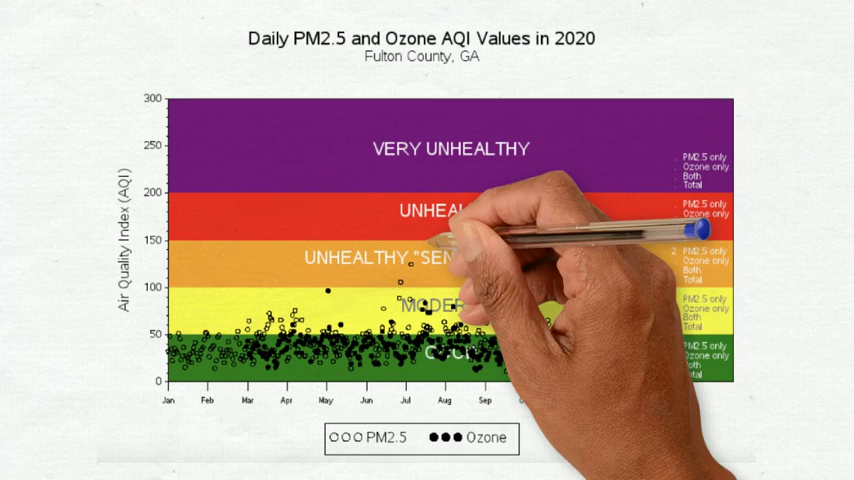 Daily PM2.5 and Ozone AQI Values in 2020
Fulton County, GA
Air Quality Index (AQI)
300
250
200
150
100
50
0
VERY UNHEALTHY
UNHEAL
UNHEALTHY "SEN
MODER
PM2.5 only
Ozone only
Both
Total
PM2.5 only
Ozone only
2 PM2.5 only
Ozone only
Both
Total
PM2.5 only
Ozone only
Both
Total
PM2.5 only
Ozone only
Jan Feb Mar Apr May Jun Jul Aug Sep
PM2.5 Ozone